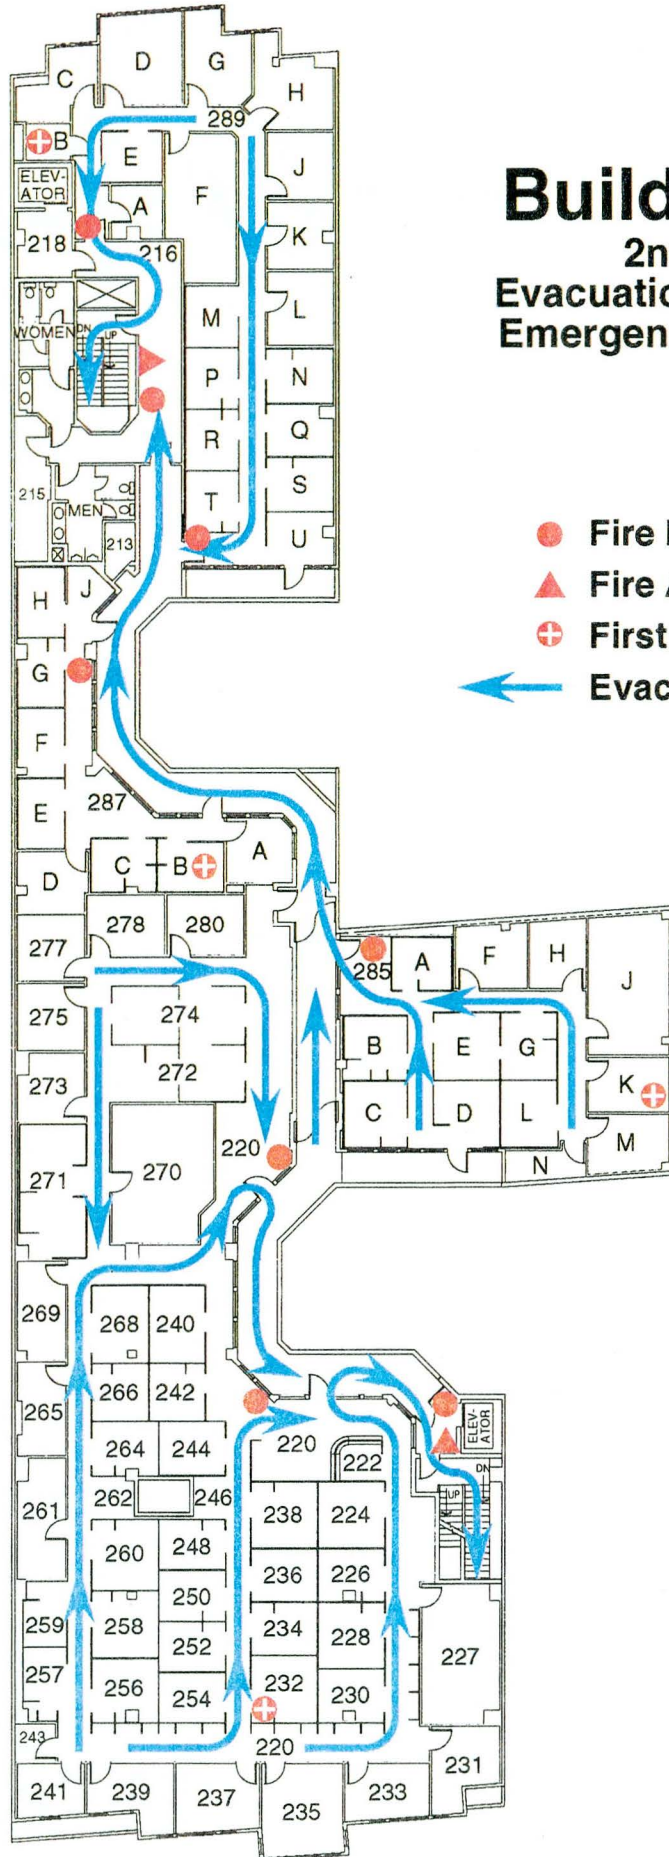 Build
2n
Evacuatio
Emergen
Fire
Fire
First
Evac
C
D
G
H
289
B
E
J
ELEV-
ATOR
A
F
K
218
216
L
WOMEN
DN
UP
M
N
P
Q
R
S
215
MEN
T
213
U
H
J
G
F
287
E
C
B
A
D
278
280
277
285
A
F
H
J
275
274
B
E
G
273
272
K
C
D
L
271
270
220
M
N
269
268
240
266
242
265
264
244
220
222
ELEV-
ATOR
262
246
DN
UP
261
238
224
260
248
236
226
250
259
258
234
228
252
227
257
256
232
230
254
243
220
231
241
239
237
235
233